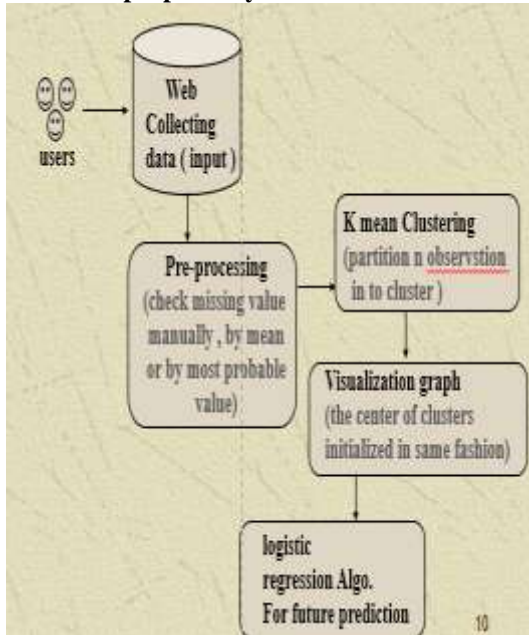 users
Web
Collecting
data ( input )
Pre-processing
(check missing value
manually , by mean
or by most probable
value)
K mean Clustering
(partition n observstion
in to cluster )
Visualization graph
(the center of clusters
initialized in same fashion)
logistic
regression Algo.
For future prediction
10